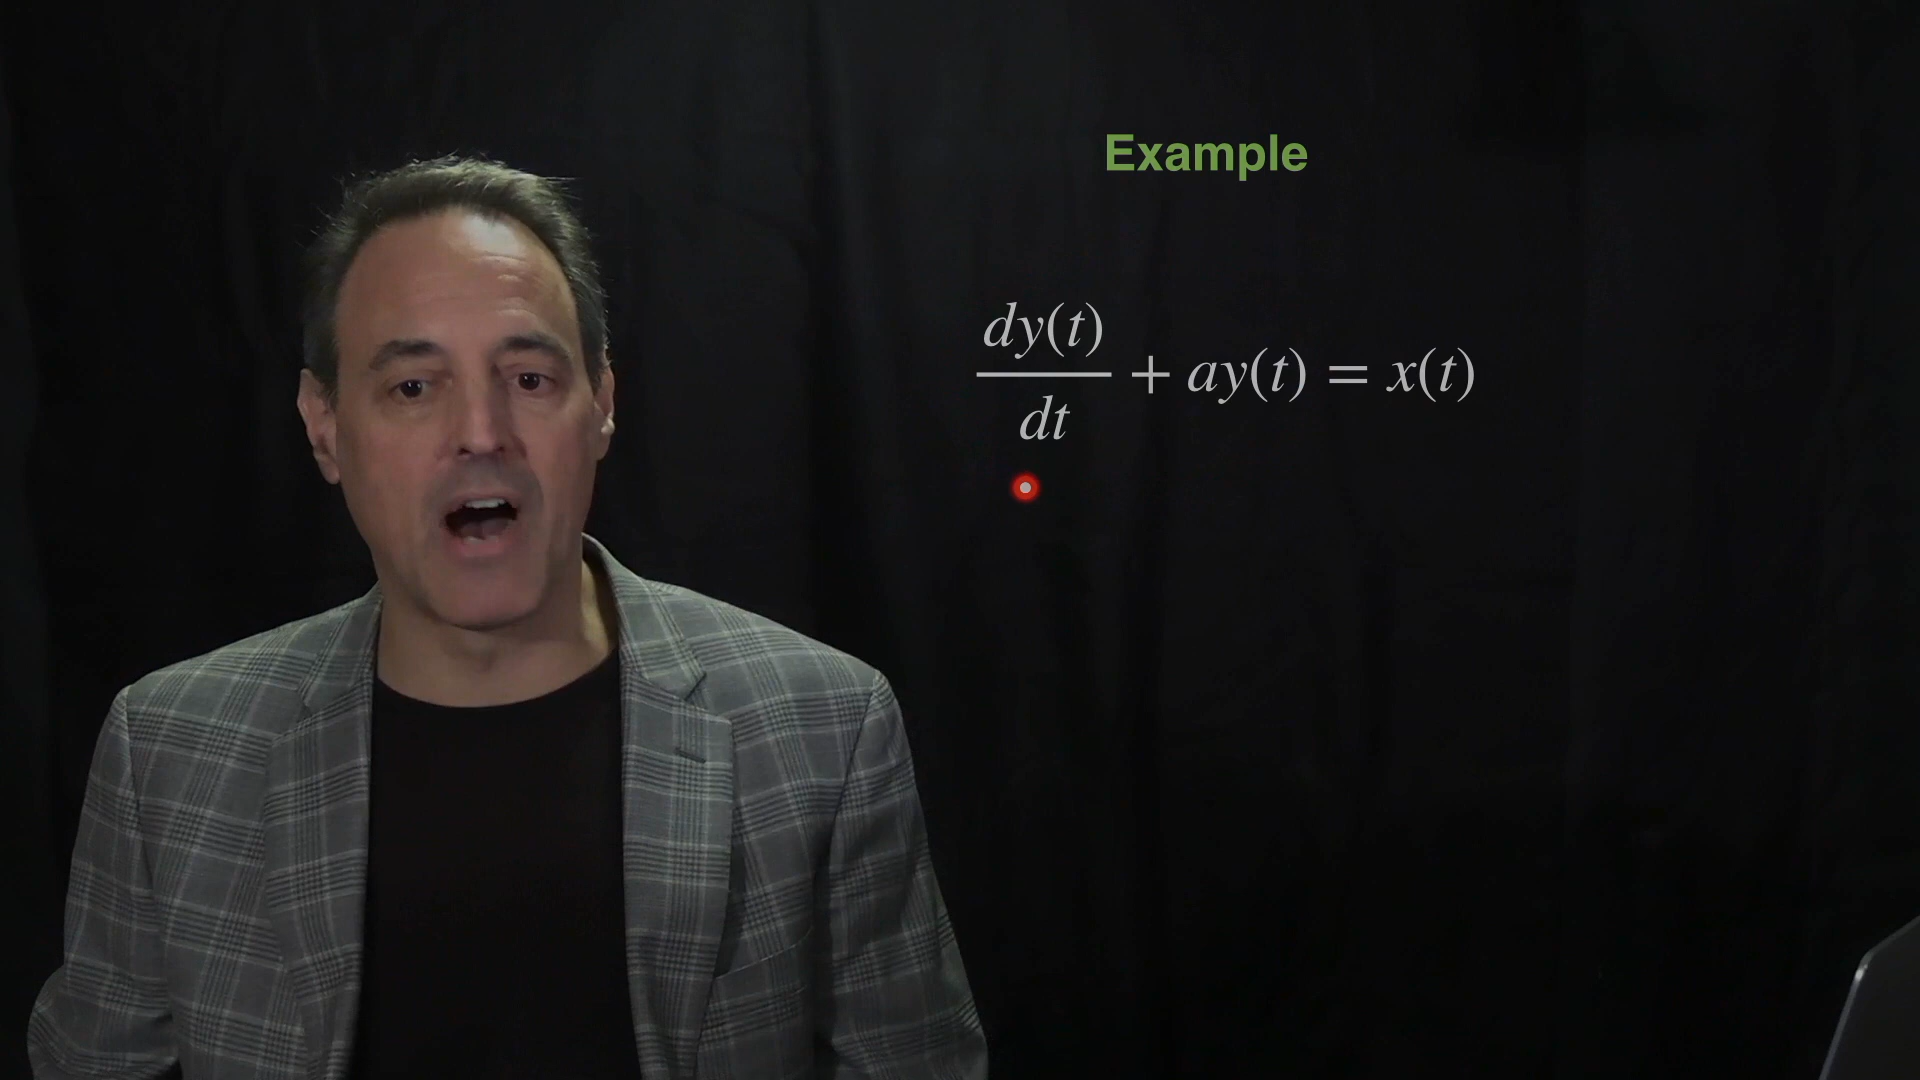 Example
dy(t)/dt + ay(t) = x(t)